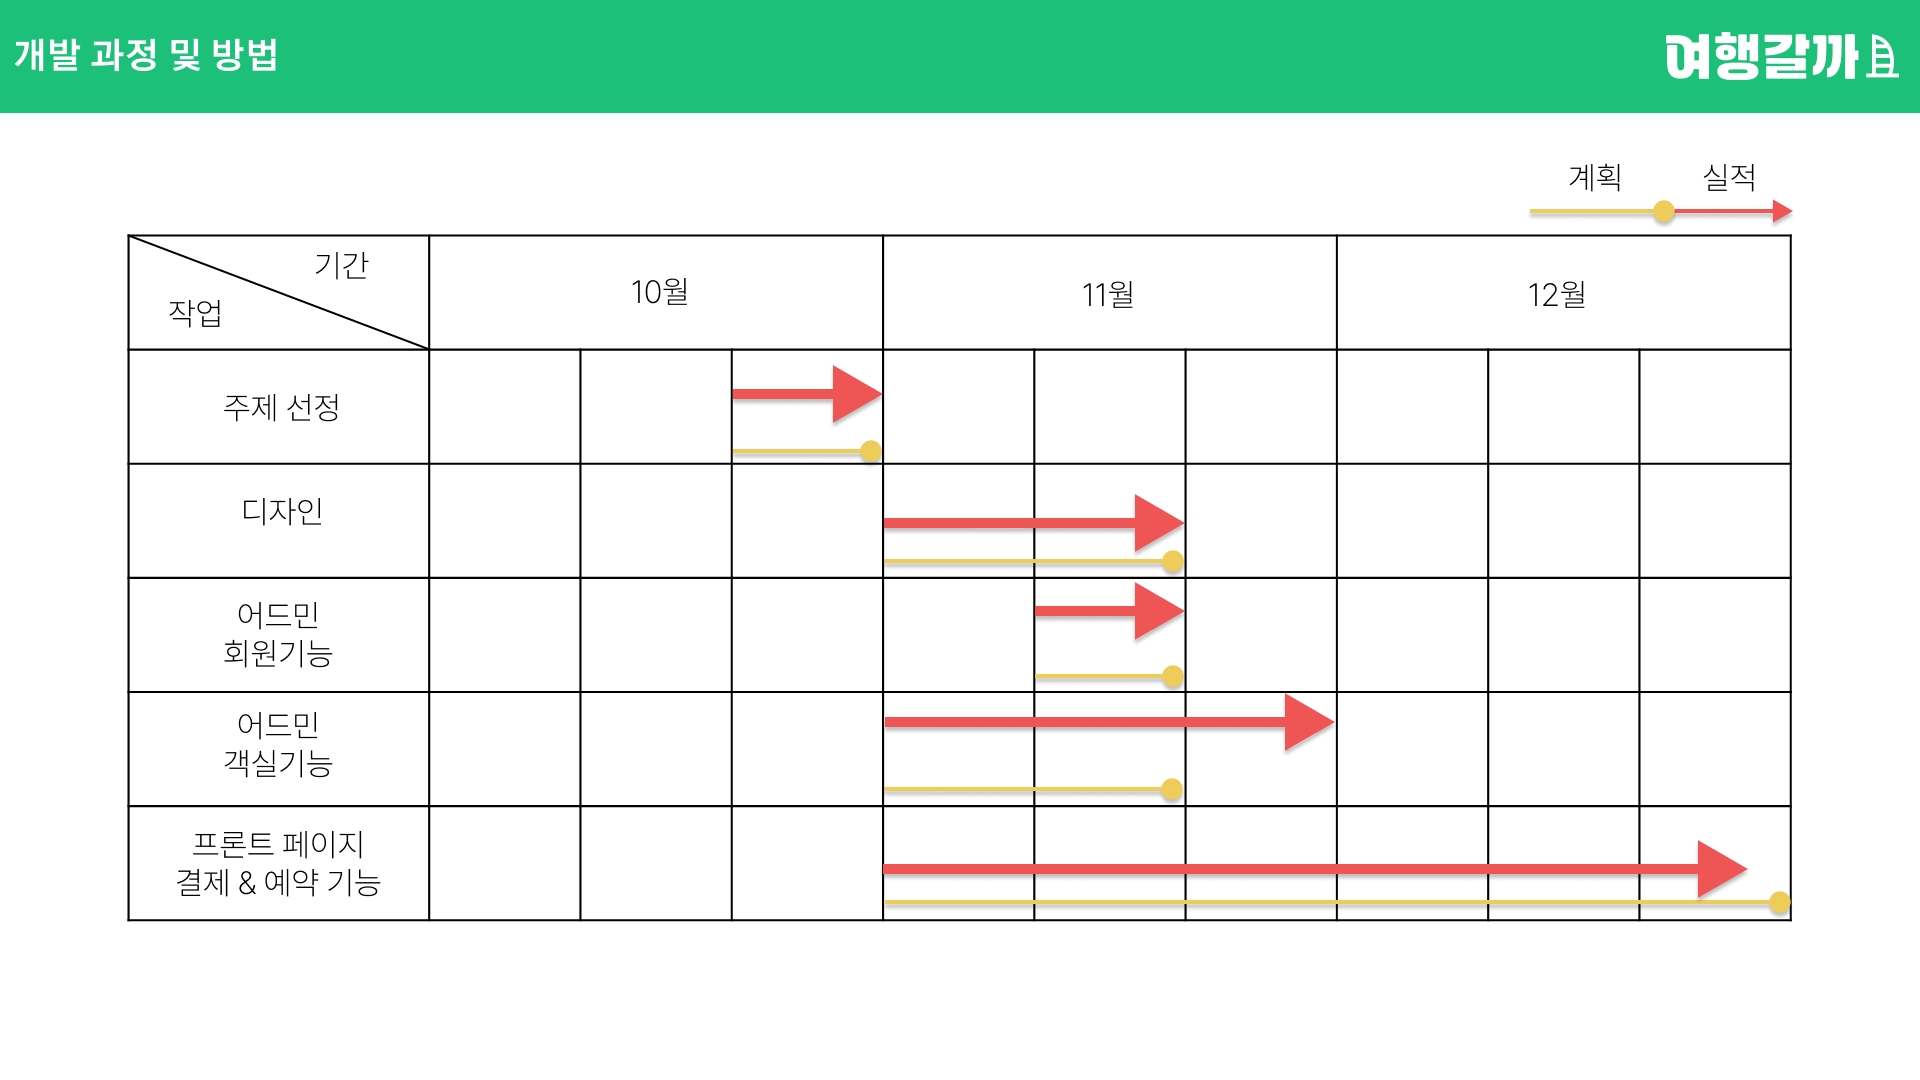 개발 과정 및 방법
여행갈까
계획
실적
기간
작업
10월
11월
12월
주제 선정
디자인
어드민
회원기능
어드민
객실기능
프론트 페이지
결제 & 예약 기능